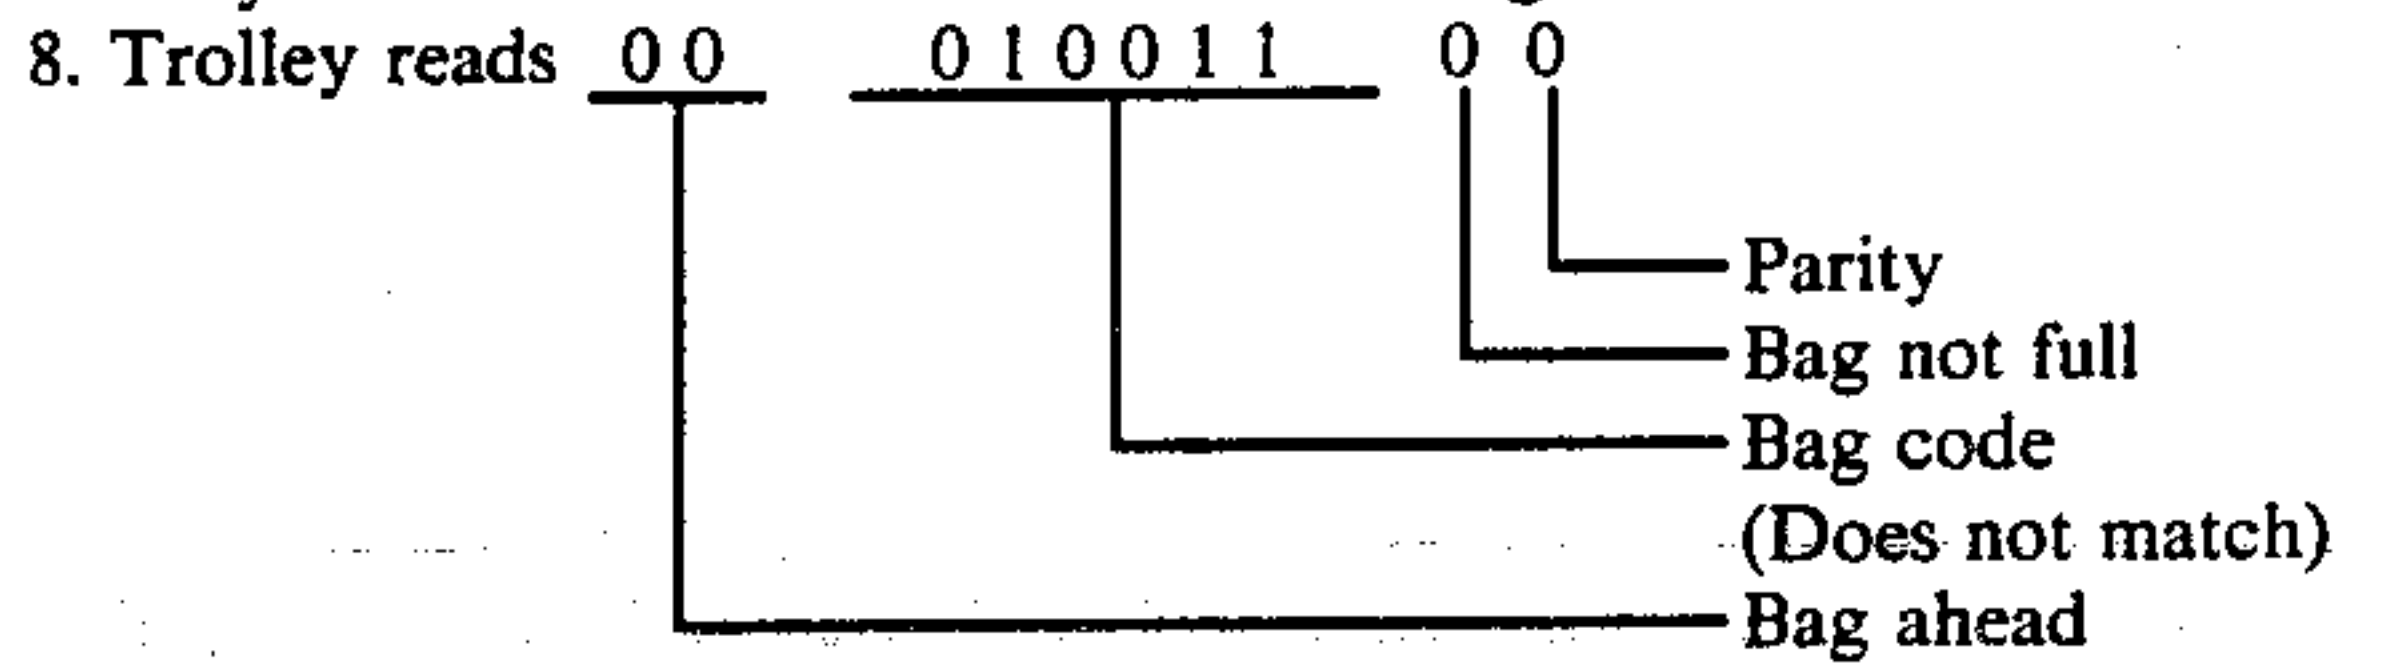 8. Trolley reads 0 0 0 1 0 0 1 1 0 0
Parity
Bag not full
Bag code
(Does not match)
Bag ahead